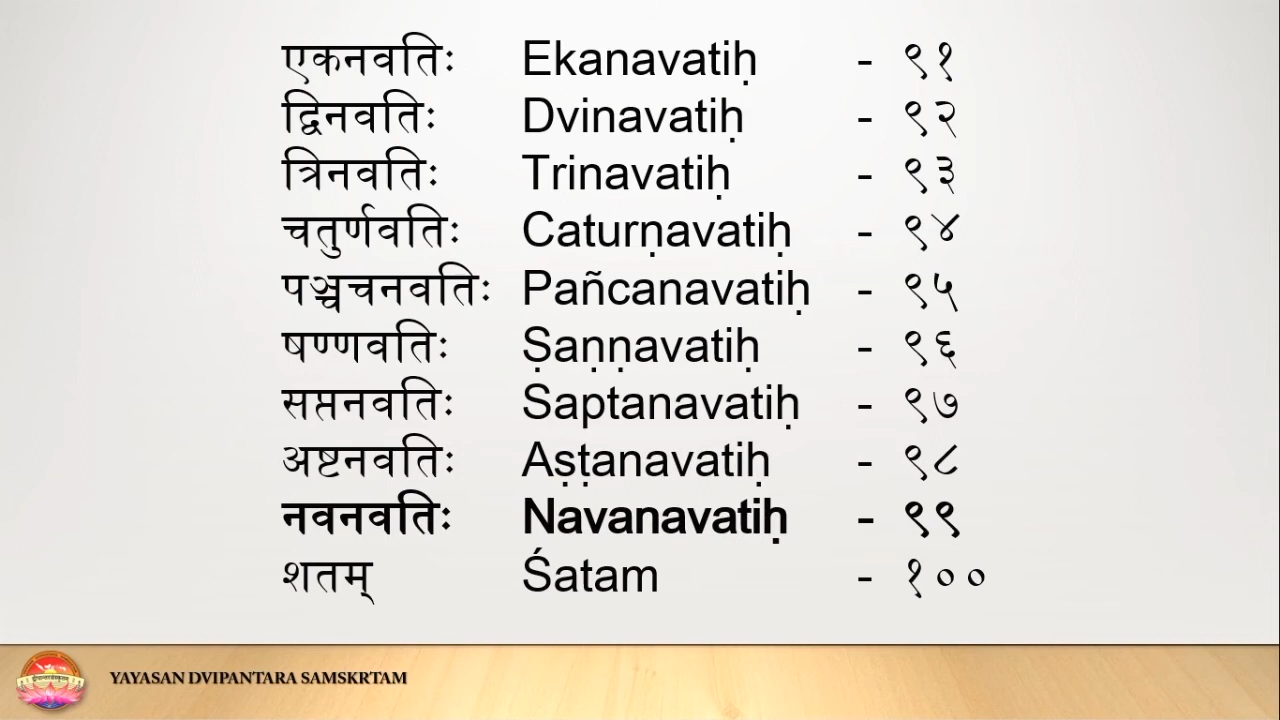 एकनवतिः Ekanavatiḥ - ९१
द्विनवतिः Dvinavatiḥ - ९२
त्रिनवतिः Trinavatiḥ - ९३
चतुर्णवतिः Caturṇavatiḥ - ९४
पञ्चचनवतिः Pañcanavatiḥ - ९५
षण्णवतिः Ṣaṇṇavatiḥ - ९६
सप्तनवतिः Saptanavatiḥ - ९७
अष्टनवतिः Aṣṭanavatiḥ - ९८
नवनवतिः Navanavatiḥ - ९९
शतम् Śatam - १००
YAYASAN DVIPANTARA SAMSKRTAM